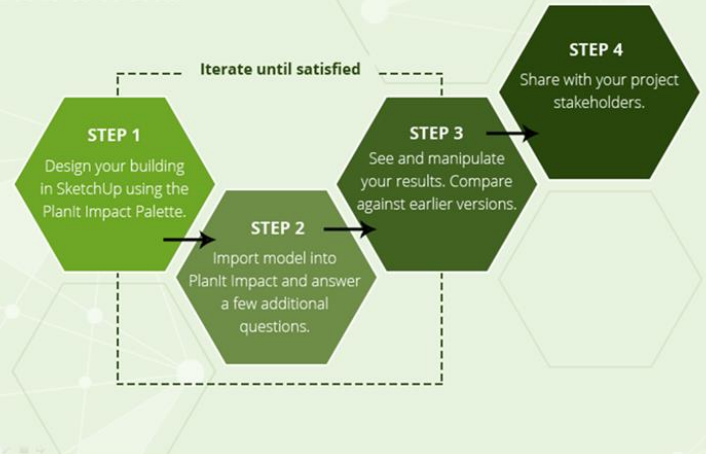 Iterate until satisfied
STEP 1
Design your building
in SketchUp using the
PlanIt Impact Palette.
STEP 2
Import model into
PlanIt Impact and answer
a few additional
questions.
STEP 3
See and manipulate
your results. Compare
against earlier versions.
STEP 4
Share with your project
stakeholders.